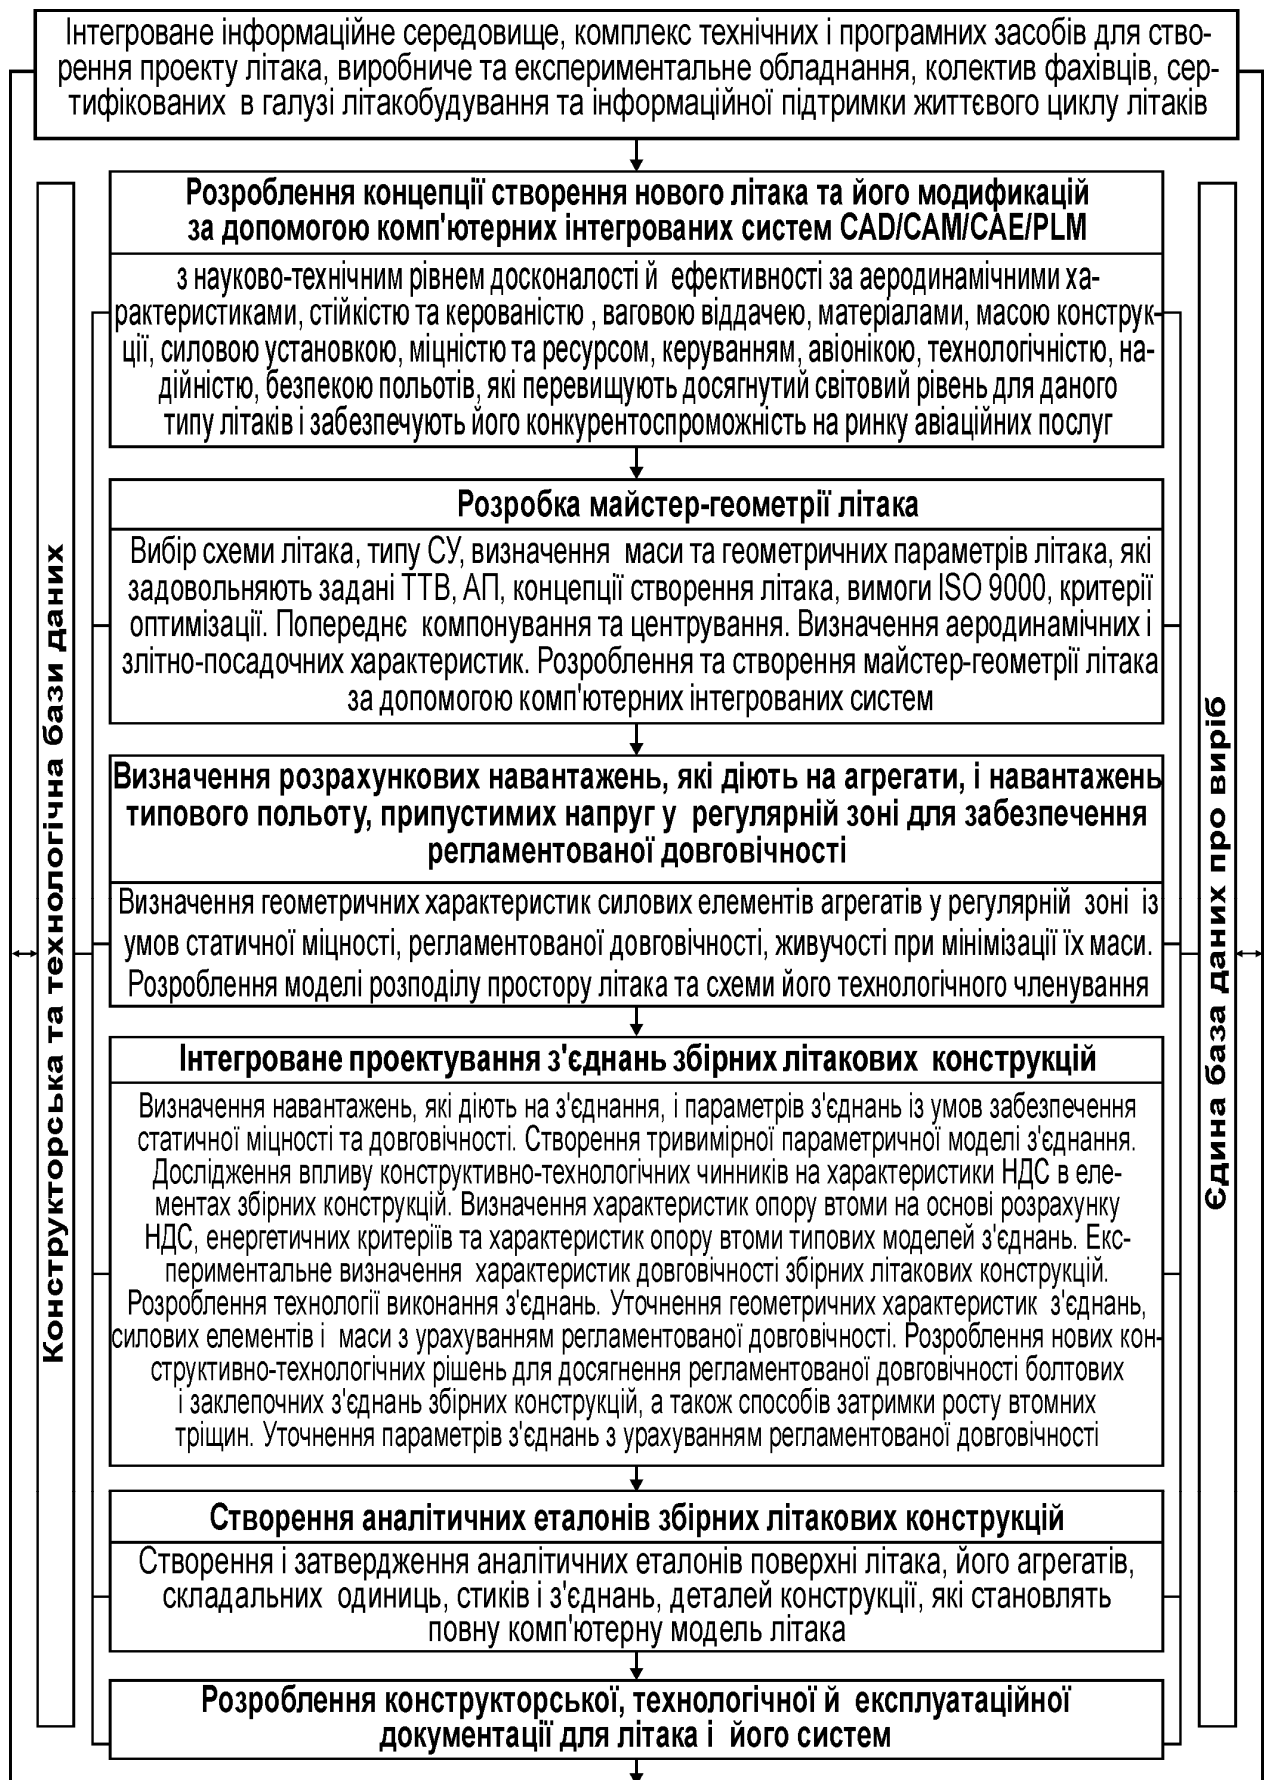 Інтегроване інформаційне середовище, комплекс технічних і програмних засобів для ство-
рення проекту літака, виробниче та експериментальне обладнання, колектив фахівців, сер-
тифікованих в галузі літакобудування та інформаційної підтримки життєвого циклу літаків
Конструкторська та технологічна бази даних
Розроблення концепції створення нового літака та його модификацій
за допомогою комп'ютерних інтегрованих систем CAD/CAM/CAE/PLM
з науково-технічним рівнем досконалості й ефективності за аеродинамічними ха-
рактеристиками, стійкістю та керованістю , ваговою віддачею, матеріалами, масою конструк-
ції, силовою установкою, міцністю та ресурсом, керуванням, авіонікою, технологічністю, на-
дійністю, безпекою польотів, які перевищують досягнутий світовий рівень для даного
типу літаків і забезпечують його конкурентоспроможність на ринку авіаційних послуг
Розробка майстер-геометрії літака
Вибір схеми літака, типу СУ, визначення маси та геометричних параметрів літака, які
задовольняють задані ТТВ, АП, концепції створення літака, вимоги ISO 9000, критерії
оптимізації. Попереднє компонування та центрування. Визначення аеродинамічних і
злітно-посадочних характеристик. Розроблення та створення майстер-геометрії літака
за допомогою комп'ютерних інтегрованих систем
Визначення розрахункових навантажень, які діють на агрегати, і навантажень
типового польоту, припустимих напруг у регулярній зоні для забезпечення
регламентованої довговічності
Визначення геометричних характеристик силових елементів агрегатів у регулярній зоні із
умов статичної міцності, регламентованої довговічності, живучості при мінімізації їх маси.
Розроблення моделі розподілу простору літака та схеми його технологічного членування
Інтегроване проектування з'єднань збірних літакових конструкцій
Визначення навантажень, які діють на з'єднання, і параметрів з'єднань із умов забезпечення
статичної міцності та довговічності. Створення тривимірної параметричної моделі з'єднання.
Дослідження впливу конструктивно-технологічних чинників на характеристики НДС в еле-
ментах збірних конструкцій. Визначення характеристик опору втоми на основі розрахунку
НДС, енергетичних критеріїв та характеристик опору втоми типових моделей з'єднань. Екс-
периментальне визначення характеристик довговічності збірних літакових конструкцій.
Розроблення технології виконання з'єднань. Уточнення геометричних характеристик з'єднань,
силових елементів і маси з урахуванням регламентованої довговічності. Розроблення нових кон-
структивно-технологічних рішень для досягнення регламентованої довговічності болтових
і заклепочних з'єднань збірних конструкцій, а також способів затримки росту втомних
тріщин. Уточнення параметрів з'єднань з урахуванням регламентованої довговічності
Створення аналітичних еталонів збірних літакових конструкцій
Створення і затвердження аналітичних еталонів поверхні літака, його агрегатів,
складальних одиниць, стиків і з'єднань, деталей конструкції, які становлять
повну комп'ютерну модель літака
Розроблення конструкторської, технологічної й експлуатаційної
документації для літака і його систем
Єдина база даних про виріб